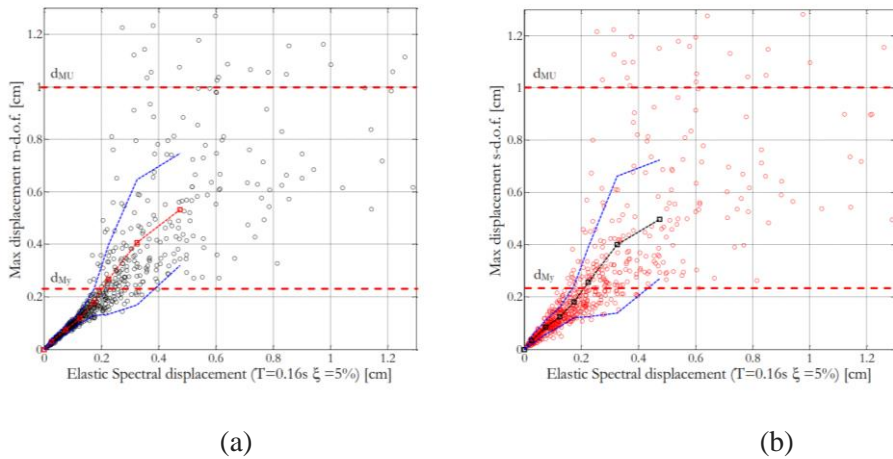 1.2
1
0.8
0.6
0.4
0.2
0
Max displacement m-d.o.f. [cm]
d_MU
d_My
0 0.2 0.4 0.6 0.8 1 1.2
Elastic Spectral displacement (T=0.16s ξ =5%) [cm]
(a)
1.2
1
0.8
0.6
0.4
0.2
0
Max displacement s-d.o.f. [cm]
d_MU
d_My
0 0.2 0.4 0.6 0.8 1 1.2
Elastic Spectral displacement (T=0.16s ξ =5%) [cm]
(b)